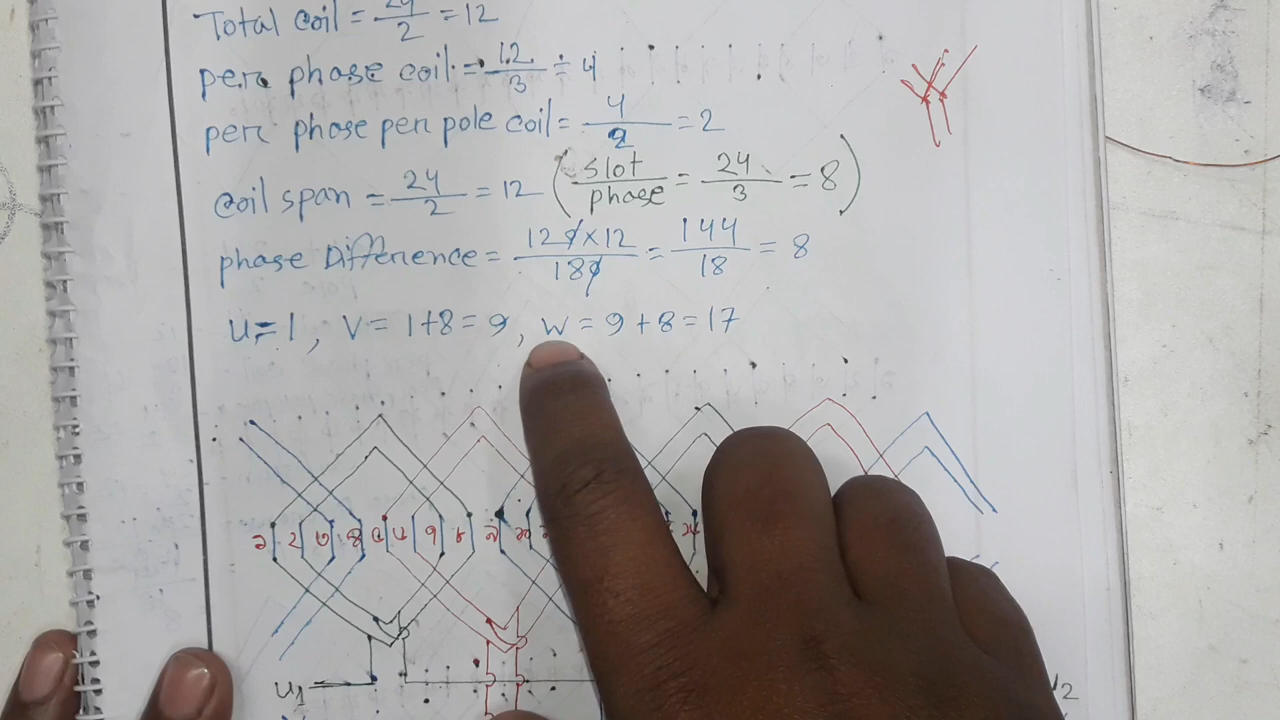 Total coil = 24/2 = 12
per phase coil = 12/3 = 4
per phase per pole coil = 4/2 = 2
coil span = 24/2 = 12 (slot/phase = 24/3 = 8)
phase Difference = 120×12/180 = 144/18 = 8
U = 1, V = 1+8 = 9, W = 9+8 = 17
U1